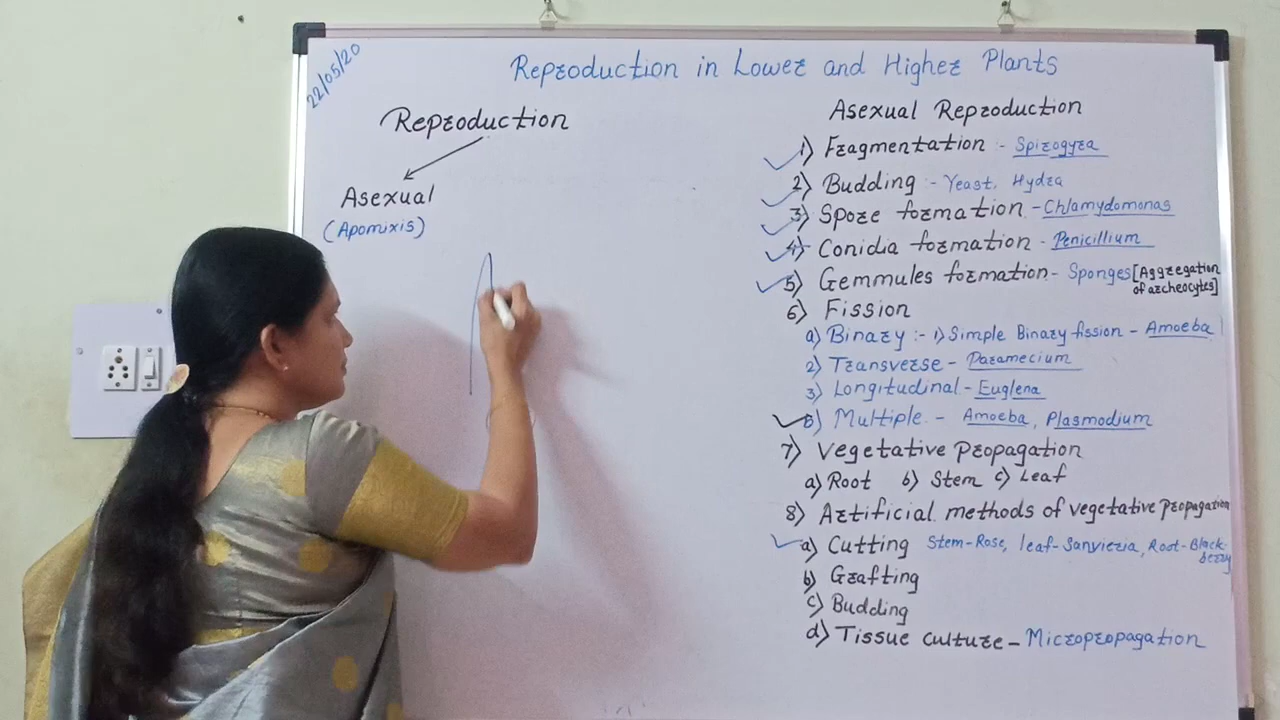 22/05/20
Reproduction in Lower and Higher Plants
Reproduction
Asexual
(Apomixis)
Asexual Reproduction
1) Fragmentation :- Spirogyra
2) Budding :- Yeast, Hydra
3) Spore formation - Chlamydomonas
4) Conidia formation - Penicillium
5) Gemmules formation - Sponges [Aggregation
of archeocytes]
6) Fission
a) Binary :- 1) Simple Binary fission - Amoeba
2) Transverse - Paramecium
3) Longitudinal - Euglena
B) Multiple - Amoeba, Plasmodium
7) Vegetative Propagation
a) Root b) Stem c) Leaf
8) Artificial methods of vegetative propagation
a) Cutting Stem-Rose, leaf-Sanvieria, Root-Black-
berry
b) Grafting
c) Budding
d) Tissue culture - Micropropagation